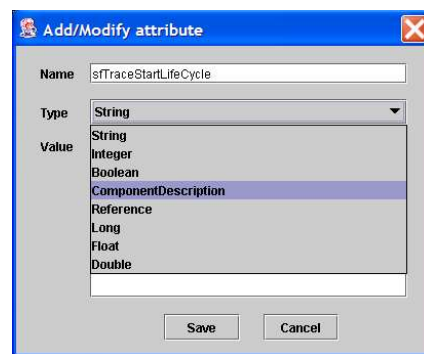 Add/Modify attribute
Name sfTraceStartLifeCycle
Type String
Value
String
Integer
Boolean
ComponentDescription
Reference
Long
Float
Double
Save Cancel